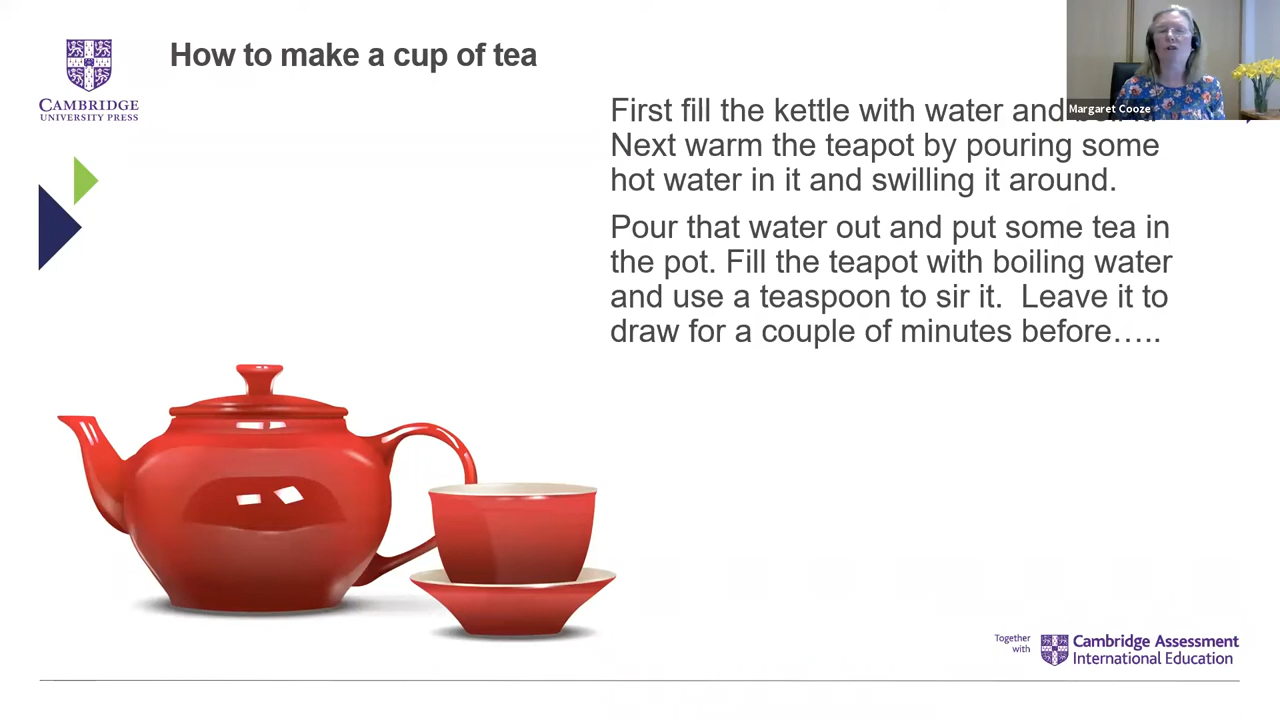 How to make a cup of tea
CAMBRIDGE
UNIVERSITY PRESS
Margaret Cooze
First fill the kettle with water and
Next warm the teapot by pouring some
hot water in it and swilling it around.
Pour that water out and put some tea in
the pot. Fill the teapot with boiling water
and use a teaspoon to sir it.  Leave it to
draw for a couple of minutes before…..
Together
with
Cambridge Assessment
International Education